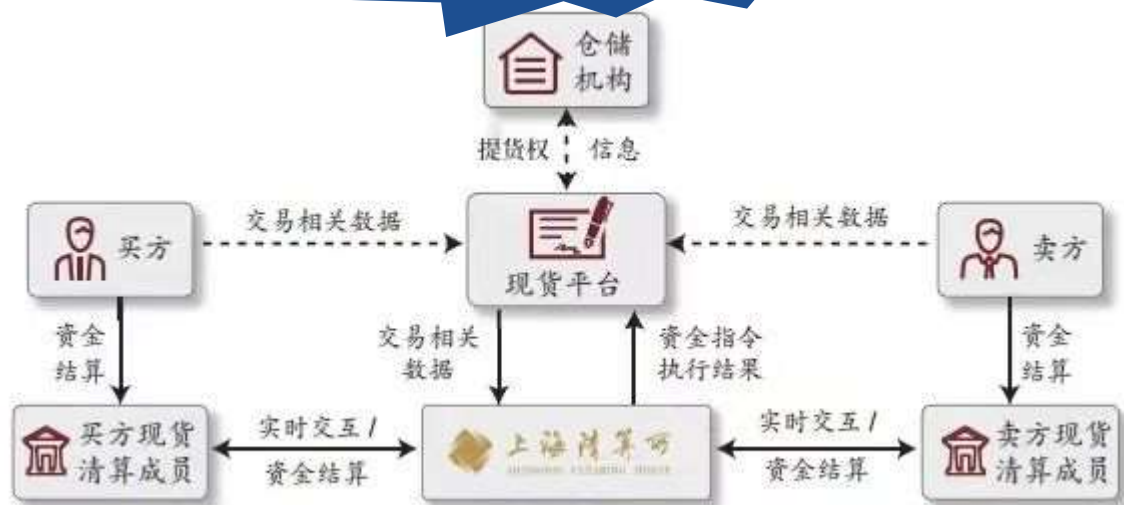 仓储
机构
提货权
信息
交易相关数据
交易相关数据
买方
现货平台
卖方
资金
结算
交易相关
数据
资金指令
执行结果
资金
结算
买方现货
清算成员
实时交互/
资金结算
上海清算所
SHANGHAI CLEARING HOUSE
实时交互/
资金结算
卖方现货
清算成员